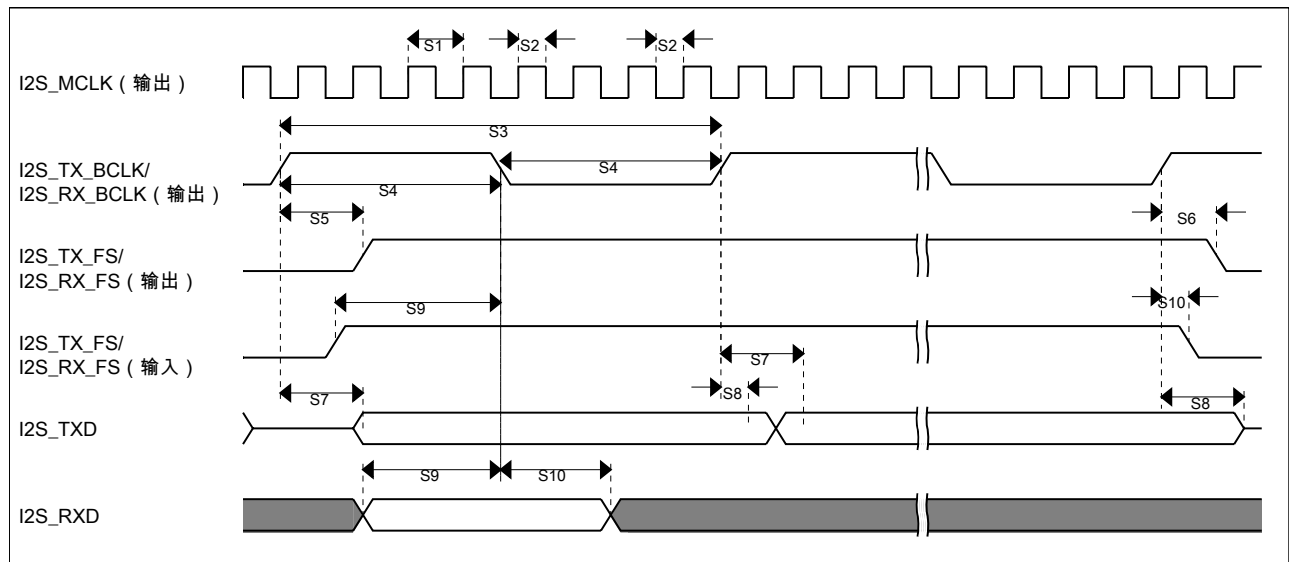 S1
S2
S2
I2S_MCLK（输出）
S3
I2S_TX_BCLK/
I2S_RX_BCLK（输出）
S4
S4
S5
S6
I2S_TX_FS/
I2S_RX_FS（输出）
S9
S10
I2S_TX_FS/
I2S_RX_FS（输入）
S7
S7
S8
S8
I2S_TXD
S9
S10
I2S_RXD